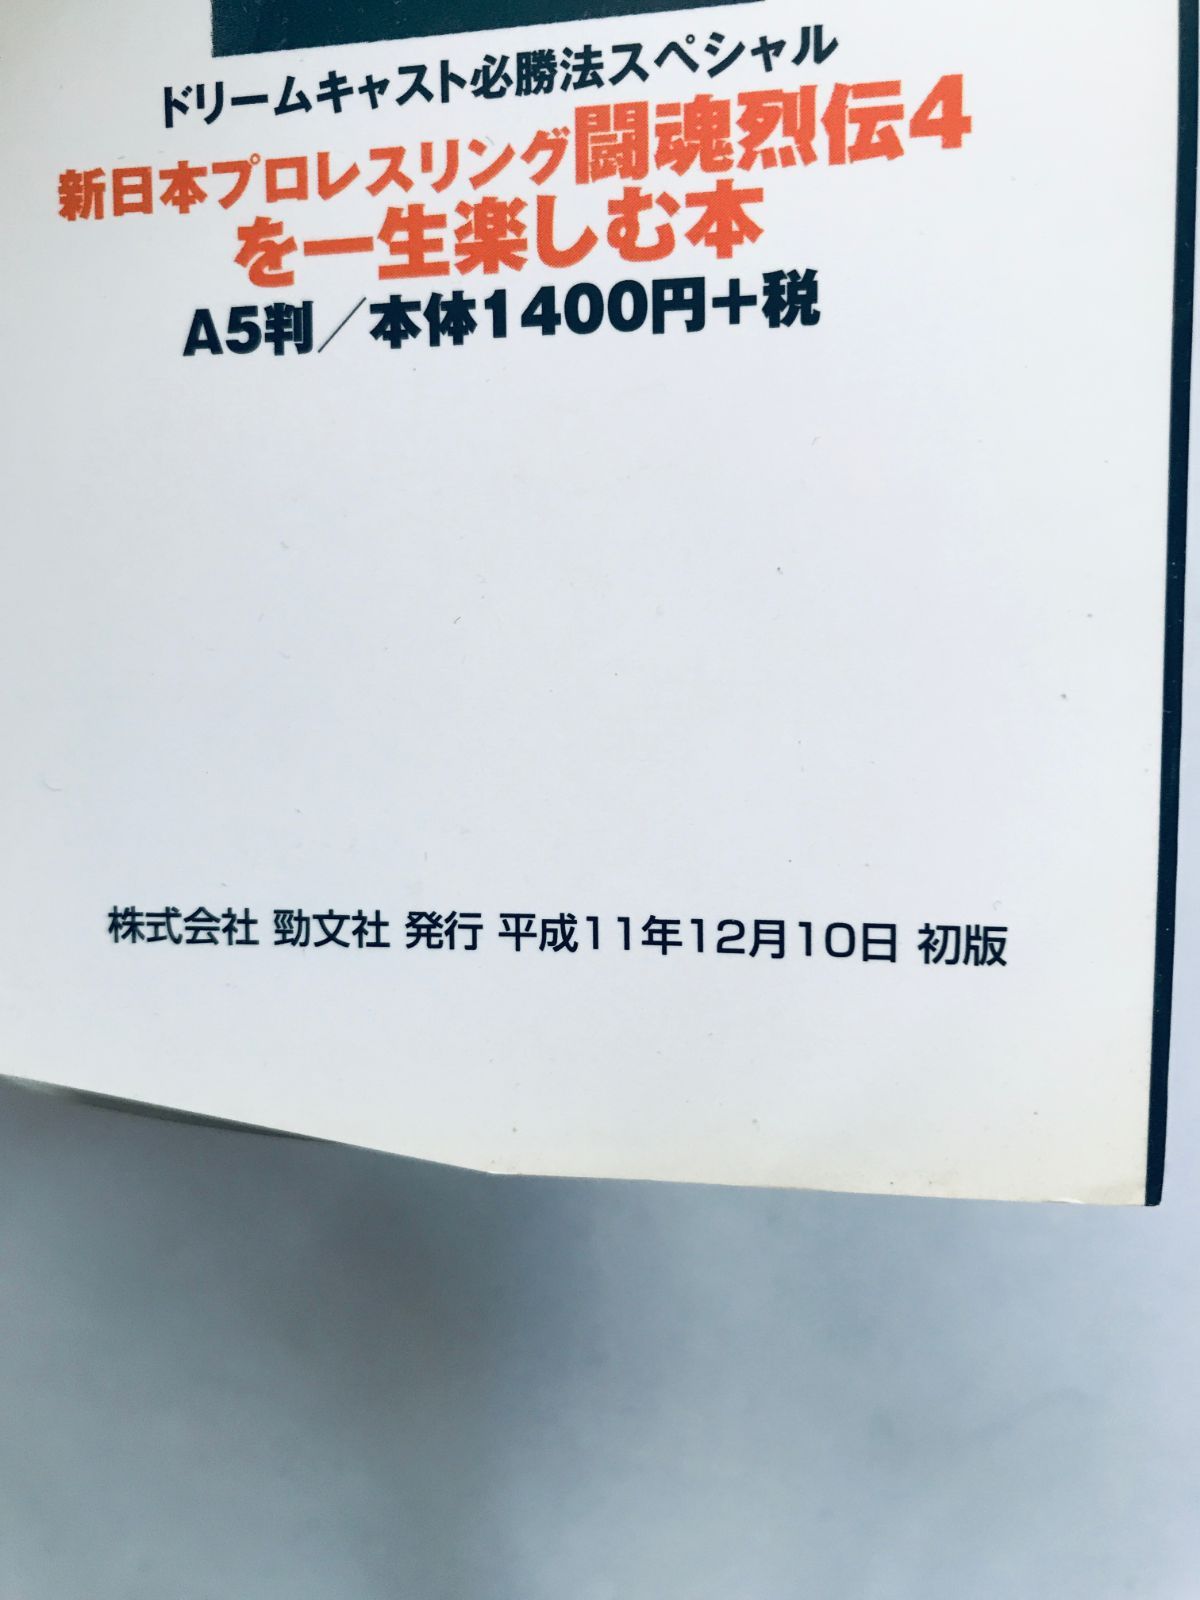 ドリームキャスト必勝法スペシャル
新日本プロレスリング闘魂烈伝4
を一生楽しむ本
A5判／本体1400円＋税
株式会社 勁文社 発行 平成11年12月10日 初版